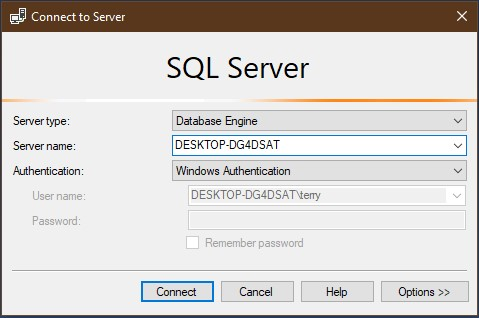 Connect to Server
SQL Server
Server type: Database Engine
Server name: DESKTOP-DG4DSAT
Authentication: Windows Authentication
User name: DESKTOP-DG4DSAT\terry
Password:
Remember password
Connect Cancel Help Options >>